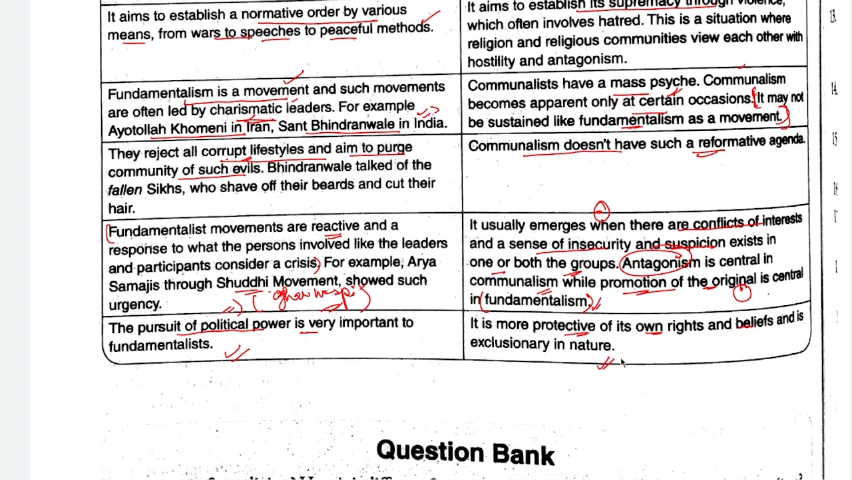 It aims to establish a normative order by various
means, from wars to speeches to peaceful methods.
It aims to establish its supremacy through violence,
which often involves hatred. This is a situation where
religion and religious communities view each other with
hostility and antagonism.
13
Fundamentalism is a movement and such movements
are often led by charismatic leaders. For example
Ayotollah Khomeni in Iran, Sant Bhindranwale in India.
Communalists have a mass psyche. Communalism
becomes apparent only at certain occasions. It may
not be sustained like fundamentalism as a movement.
14
They reject all corrupt lifestyles and aim to purge
community of such evils. Bhindranwale talked of the
fallen Sikhs, who shave off their beards and cut their
hair.
Communalism doesn't have such a reformative agenda.
15
16
Fundamentalist movements are reactive and a
response to what the persons involved like the leaders
and participants consider a crisis. For example, Arya
Samajis through Shuddhi Movement, showed such
urgency.
It usually emerges when there are conflicts of interests
and a sense of insecurity and suspicion exists in
one or both the groups. Antagonism is central in
communalism while promotion of the original is central
in fundamentalism.
The pursuit of political power is very important to
fundamentalists.
It is more protective of its own rights and beliefs and is
exclusionary in nature.
Question Bank